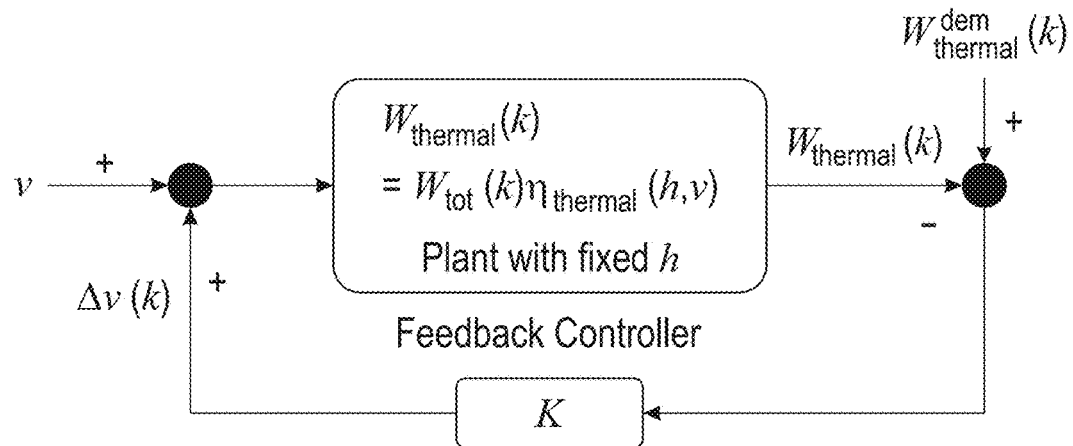 W_thermal^dem (k)
+
W_thermal (k)
= W_tot (k)η_thermal (h,v)
Plant with fixed h
W_thermal (k)
v
+
−
Δv (k)
+
Feedback Controller
K